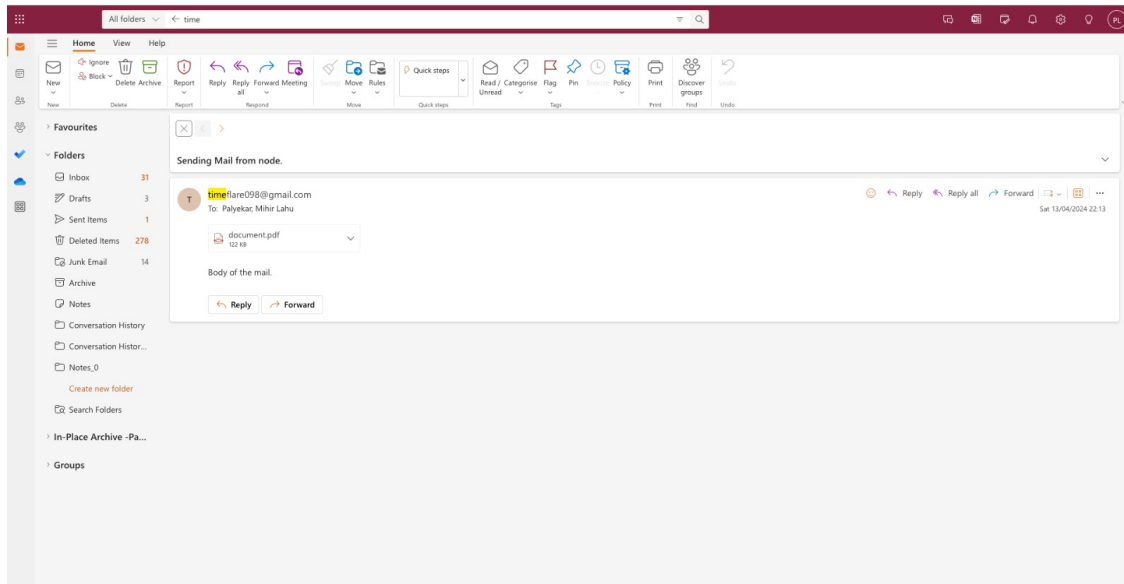 All folders
time
PL
Home View Help
New
Ignore
Block
Delete Archive
Report
Reply Reply all Forward Meeting
Sweep Move Rules
Quick steps
Read / Unread Categorise Flag Pin Snooze Policy
Print
Discover groups
Undo
New Delete Report Respond Move Quick steps Tags Print Find Undo
Favourites
Folders
Inbox 31
Drafts 3
Sent Items 1
Deleted Items 278
Junk Email 14
Archive
Notes
Conversation History
Conversation Histor...
Notes_0
Create new folder
Search Folders
In-Place Archive -Pa...
Groups
Sending Mail from node.
T
timeflare098@gmail.com
To: Palyekar, Mihir Lahu
Reply Reply all Forward
Sat 13/04/2024 22:13
document.pdf
122 KB
Body of the mail.
Reply Forward